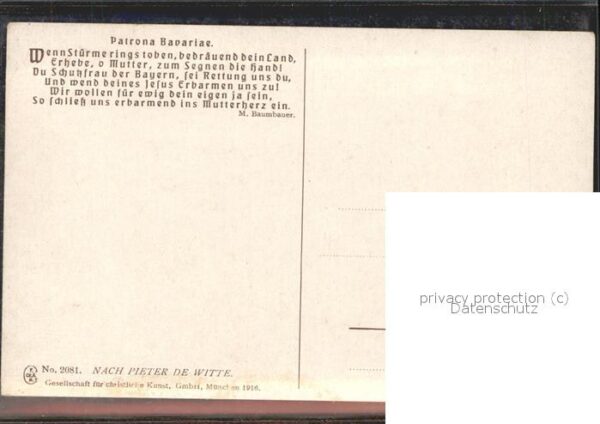 Patrona Bavariae.
Wenn Stürme rings toben, bedräuend dein Land,
Erhebe, o Mutter, zum Segnen die Hand!
Du Schutzfrau der Bayern, sei Rettung uns du,
Und wend deines Jesus Erbarmen uns zu!
Wir wollen für ewig dein eigen ja sein,
So schließ uns erbarmend ins Mutterherz ein.
M. Baumbauer.
privacy protection (c)
Datenschutz
No. 2081. NACH PIETER DE WITTE.
Gesellschaft für christliche Kunst, GmbH, München 1916.